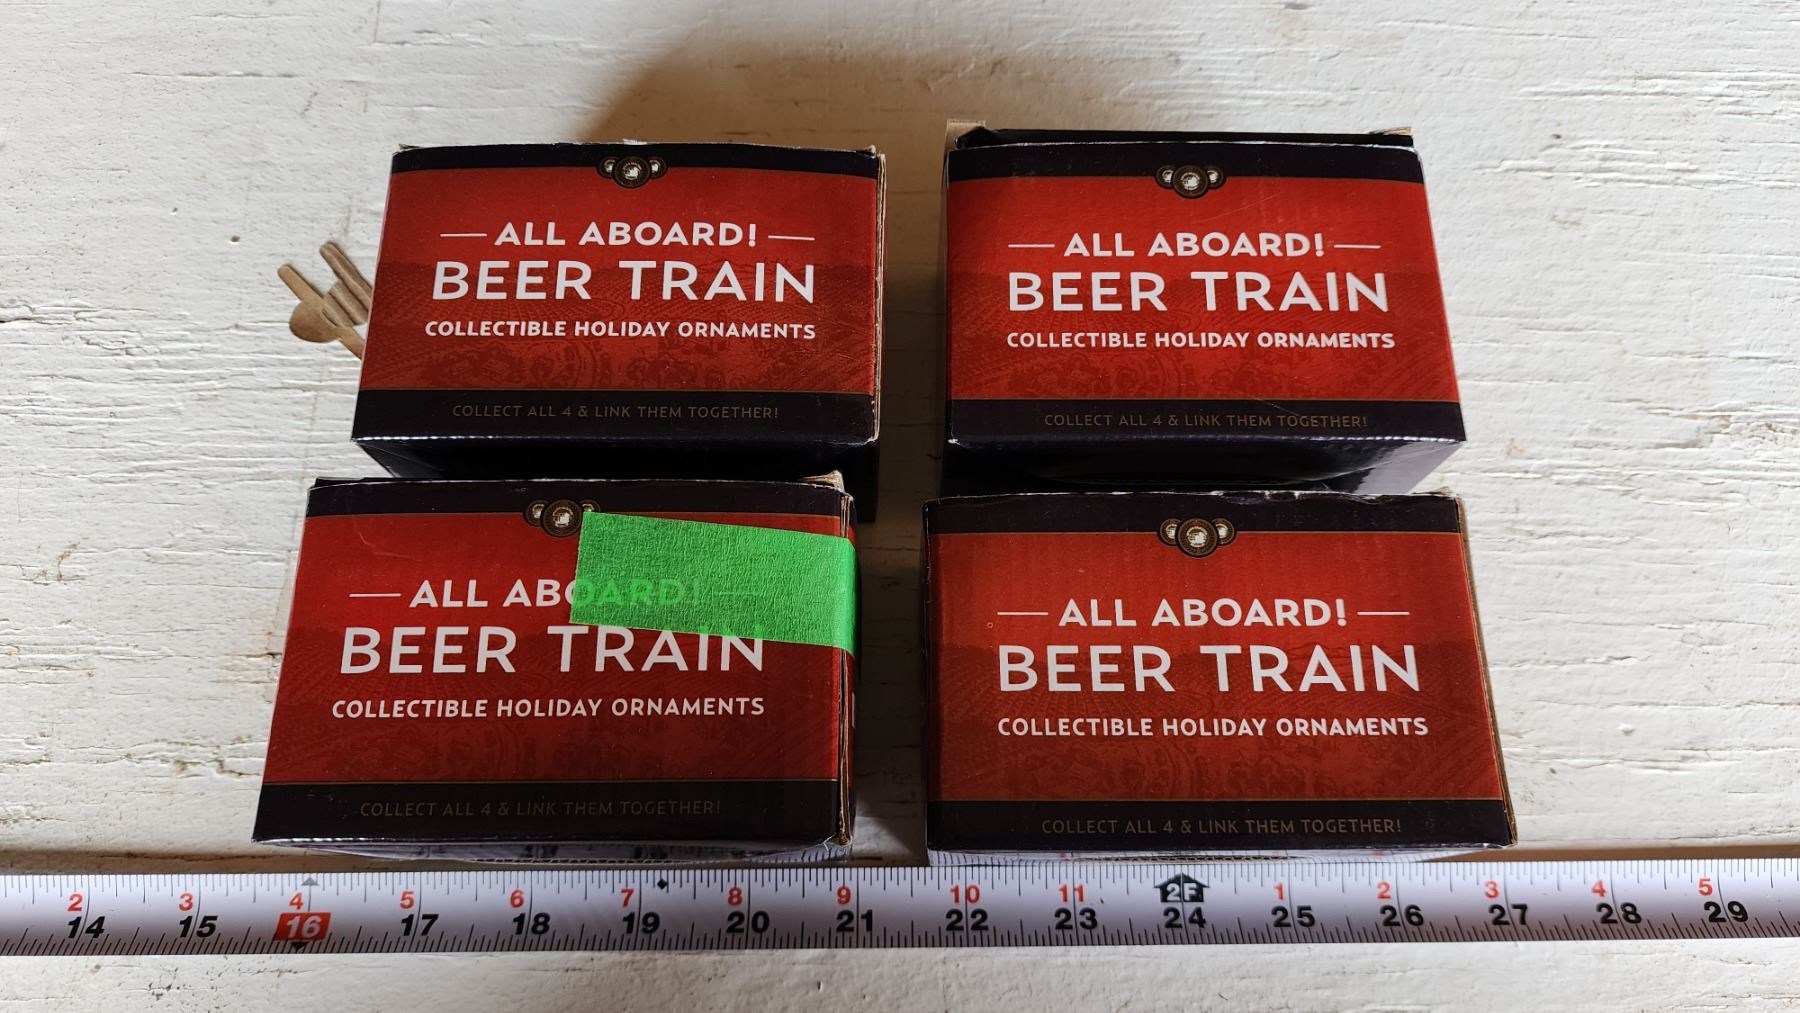 ALL ABOARD!
BEER TRAIN
COLLECTIBLE HOLIDAY ORNAMENTS
COLLECT ALL 4 & LINK THEM TOGETHER!
ALL ABOARD!
BEER TRAIN
COLLECTIBLE HOLIDAY ORNAMENTS
COLLECT ALL 4 & LINK THEM TOGETHER!
ALL ABOARD!
BEER TRAIN
COLLECTIBLE HOLIDAY ORNAMENTS
COLLECT ALL 4 & LINK THEM TOGETHER!
ALL ABOARD!
BEER TRAIN
COLLECTIBLE HOLIDAY ORNAMENTS
COLLECT ALL 4 & LINK THEM TOGETHER!
2 3 4 5 6 7 8 9 10 11 2F 1 2 3 4 5
14 15 16 17 18 19 20 21 22 23 24 25 26 27 28 29